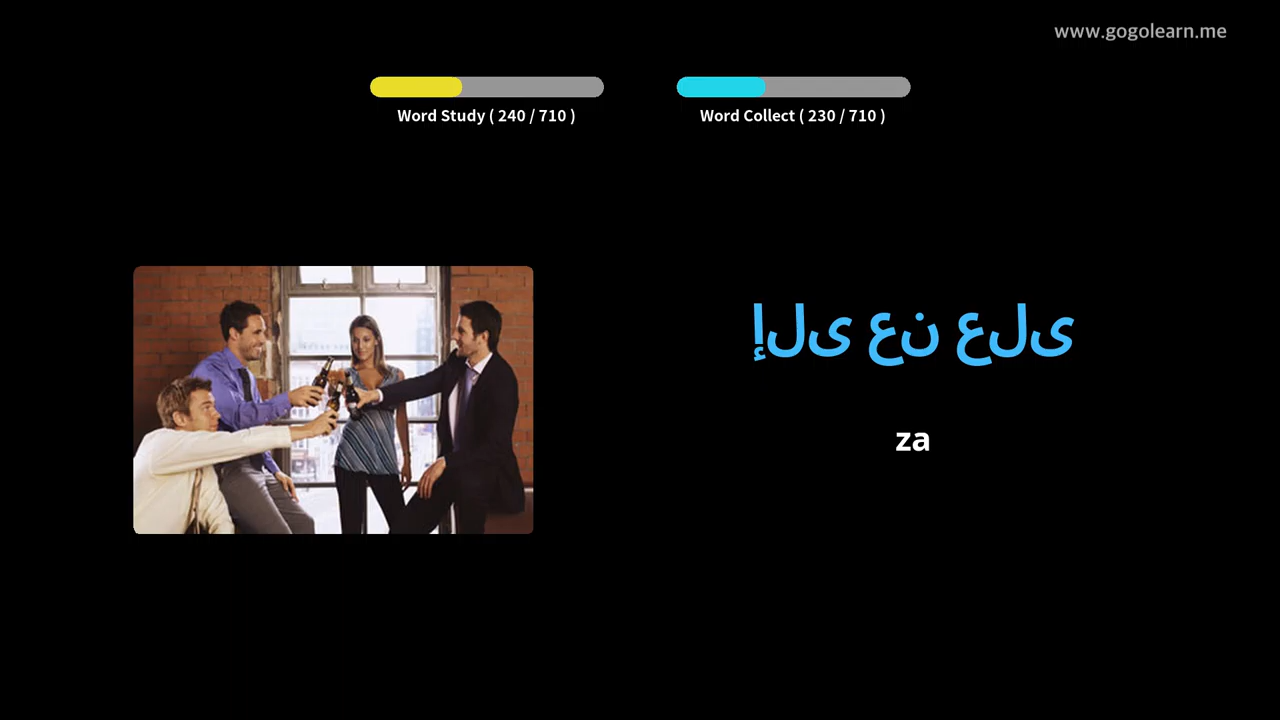 www.gogolearn.me
Word Study ( 240 / 710 )
Word Collect ( 230 / 710 )
إلى عن على
za